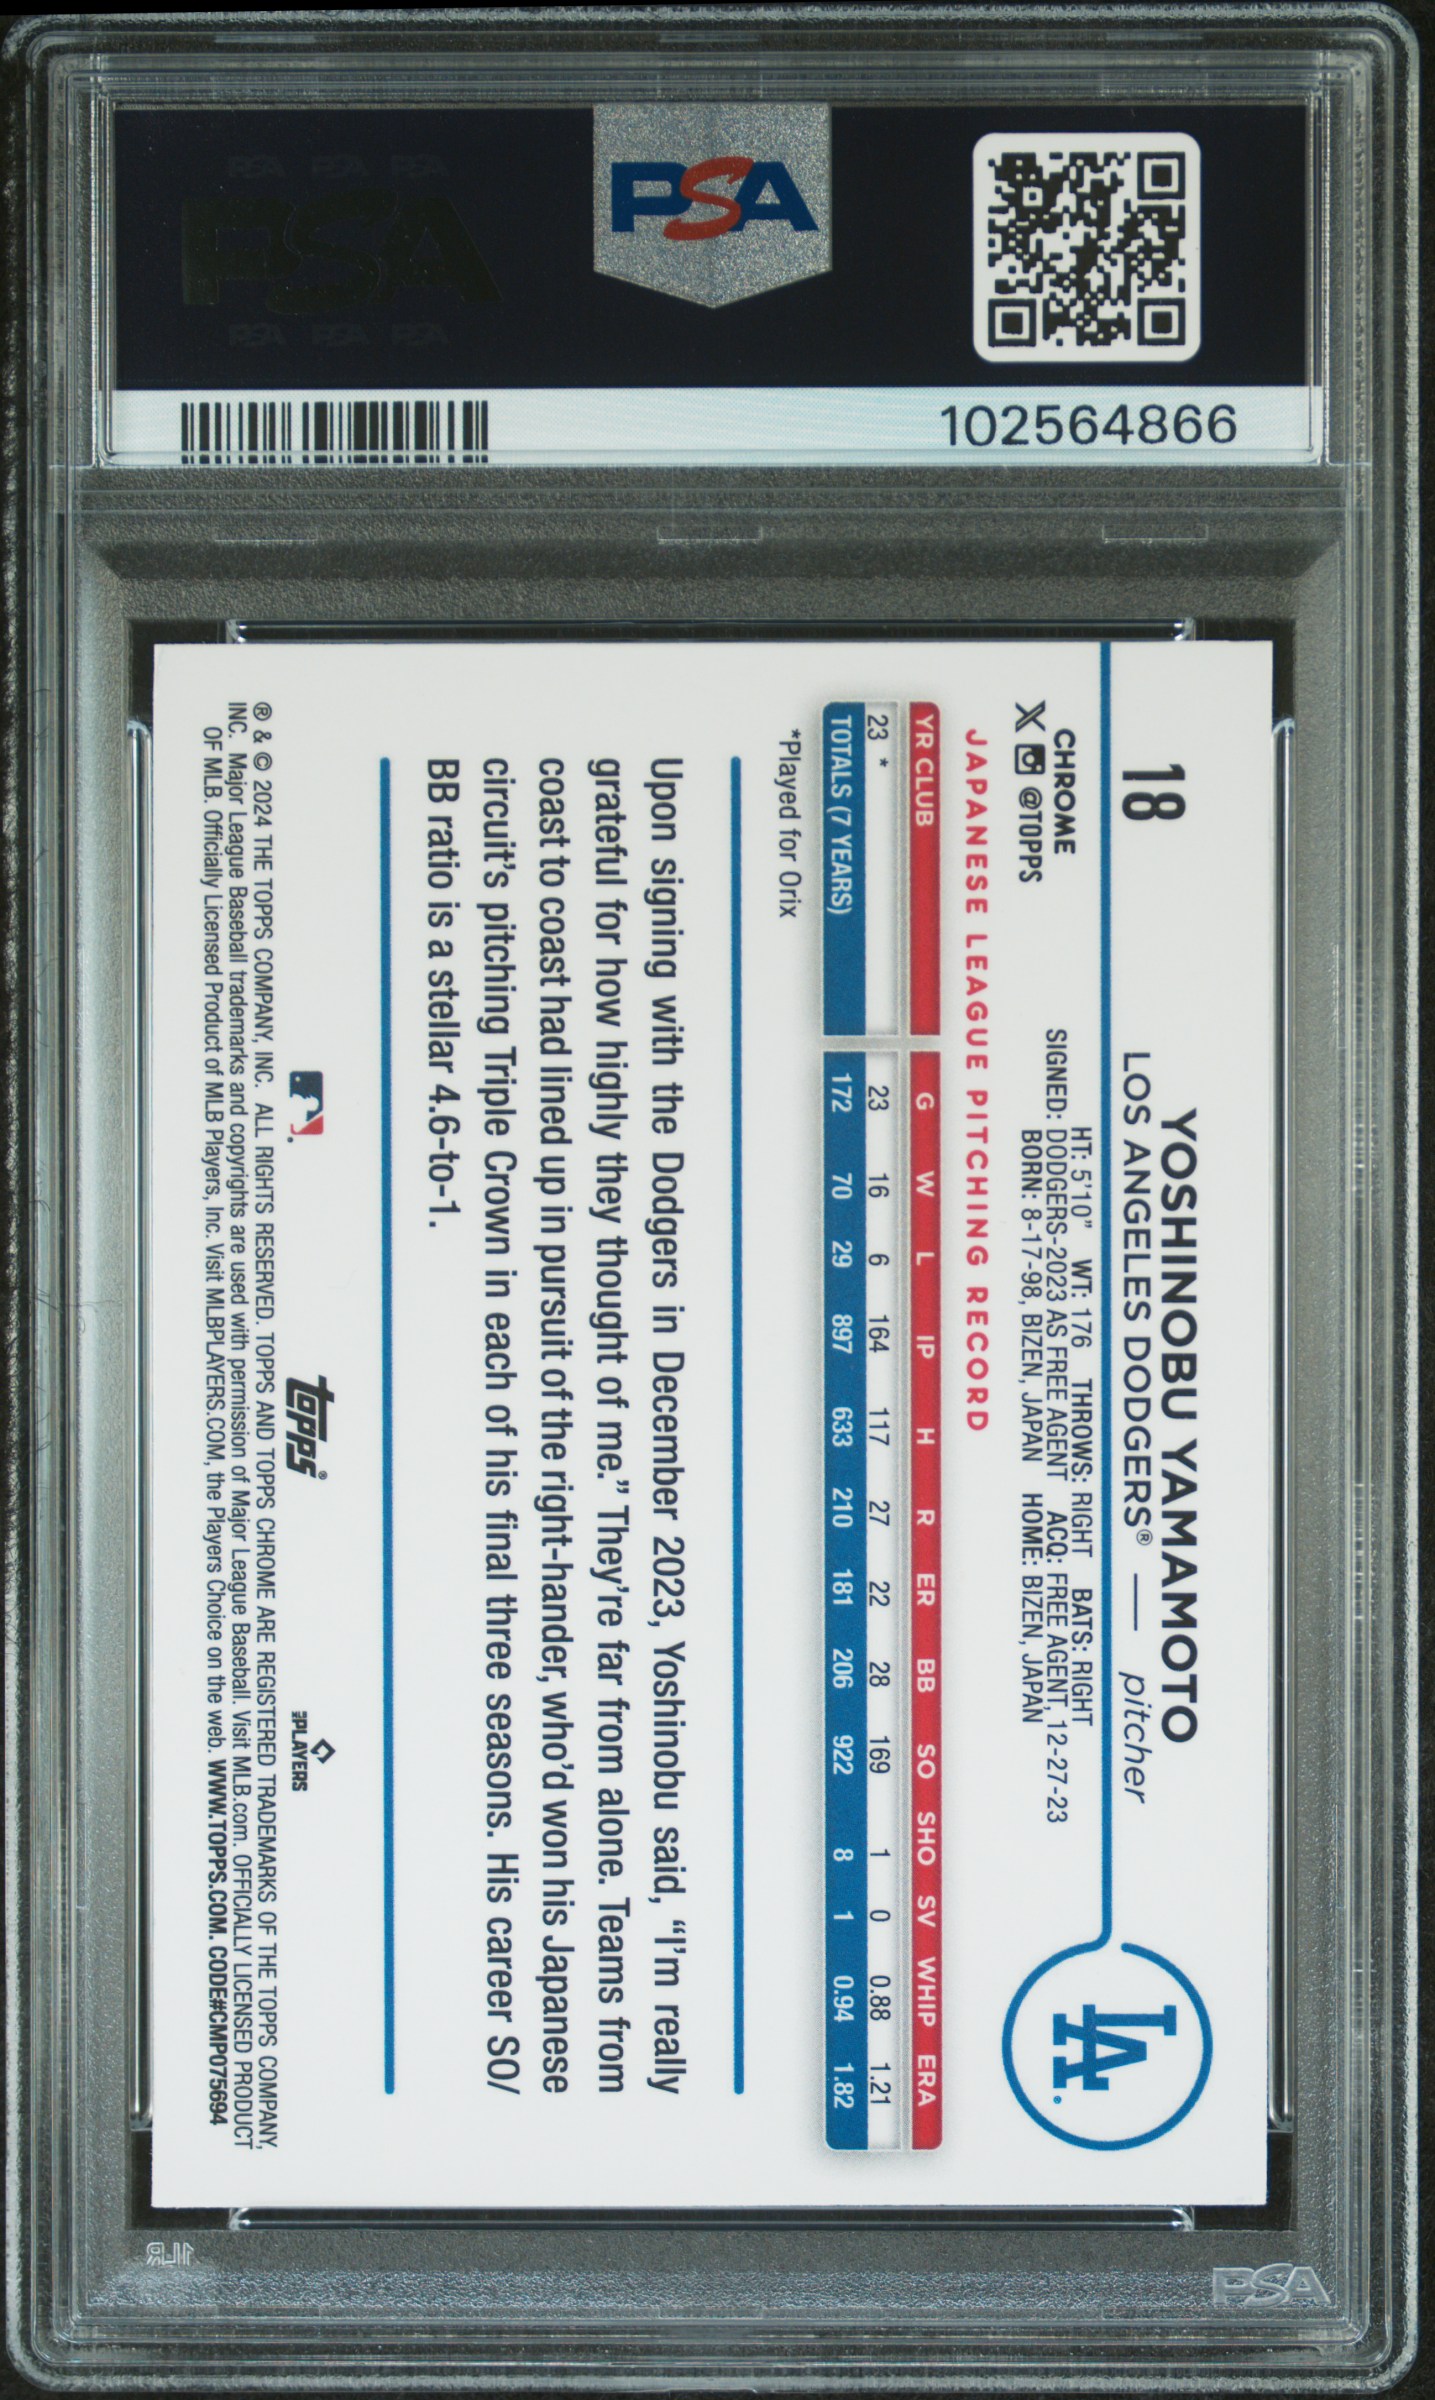 PSA
PSA PSA PSA
PSA
PSA PSA PSA
102564866
18
YOSHINOBU YAMAMOTO
LOS ANGELES DODGERS® — pitcher
LA
CHROME
X @TOPPS
HT: 5'10" WT: 176 THROWS: RIGHT BATS: RIGHT
SIGNED: DODGERS-2023 AS FREE AGENT ACQ: FREE AGENT, 12-27-23
BORN: 8-17-98, BIZEN, JAPAN HOME: BIZEN, JAPAN
JAPANESE LEAGUE PITCHING RECORD
YR CLUB G W L IP H R ER BB SO SHO SV WHIP ERA
23 * 23 16 6 164 117 27 22 28 169 1 0 0.88 1.21
TOTALS (7 YEARS) 172 70 29 897 633 210 181 206 922 8 1 0.94 1.82
*Played for Orix
Upon signing with the Dodgers in December 2023, Yoshinobu said, “I’m really
grateful for how highly they thought of me.” They’re far from alone. Teams from
coast to coast had lined up in pursuit of the right-hander, who’d won his Japanese
circuit’s pitching Triple Crown in each of his final three seasons. His career SO/
BB ratio is a stellar 4.6-to-1.
topps®
PLAYERS
® & © 2024 THE TOPPS COMPANY, INC. ALL RIGHTS RESERVED. TOPPS AND TOPPS CHROME ARE REGISTERED TRADEMARKS OF THE TOPPS COMPANY,
INC. Major League Baseball trademarks and copyrights are used with permission of Major League Baseball. Visit MLB.com. OFFICIALLY LICENSED PRODUCT
OF MLB. Officially Licensed Product of MLB Players, Inc. Visit MLBPLAYERS.COM, the Players Choice on the web. WWW.TOPPS.COM. CODE#CMP075694
PSA